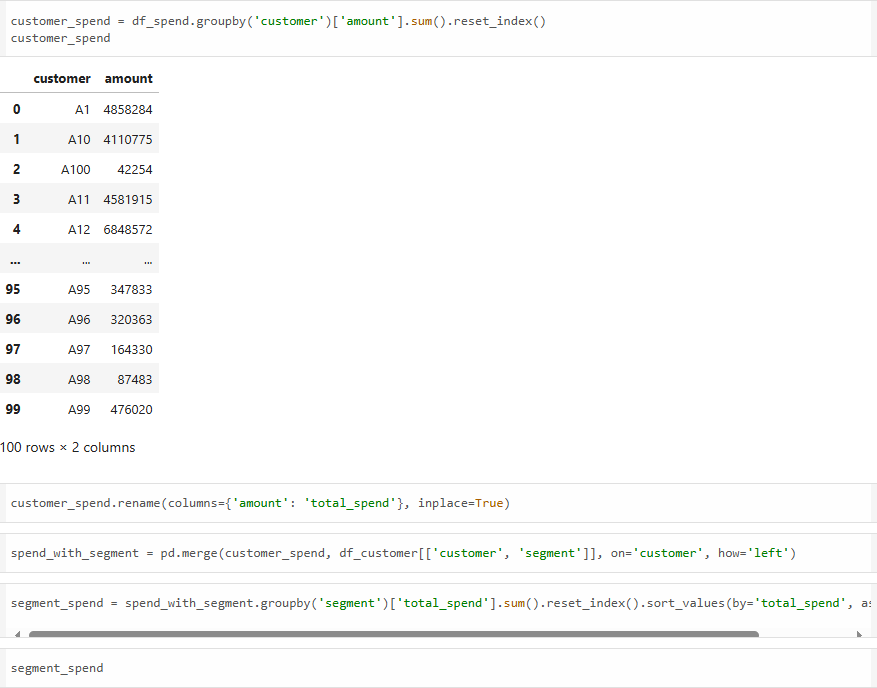 customer_spend = df_spend.groupby('customer')['amount'].sum().reset_index()
customer_spend
customer amount
0 A1 4858284
1 A10 4110775
2 A100 42254
3 A11 4581915
4 A12 6848572
... ... ...
95 A95 347833
96 A96 320363
97 A97 164330
98 A98 87483
99 A99 476020
100 rows × 2 columns
customer_spend.rename(columns={'amount': 'total_spend'}, inplace=True)
spend_with_segment = pd.merge(customer_spend, df_customer[['customer', 'segment']], on='customer', how='left')
segment_spend = spend_with_segment.groupby('segment')['total_spend'].sum().reset_index().sort_values(by='total_spend',
segment_spend